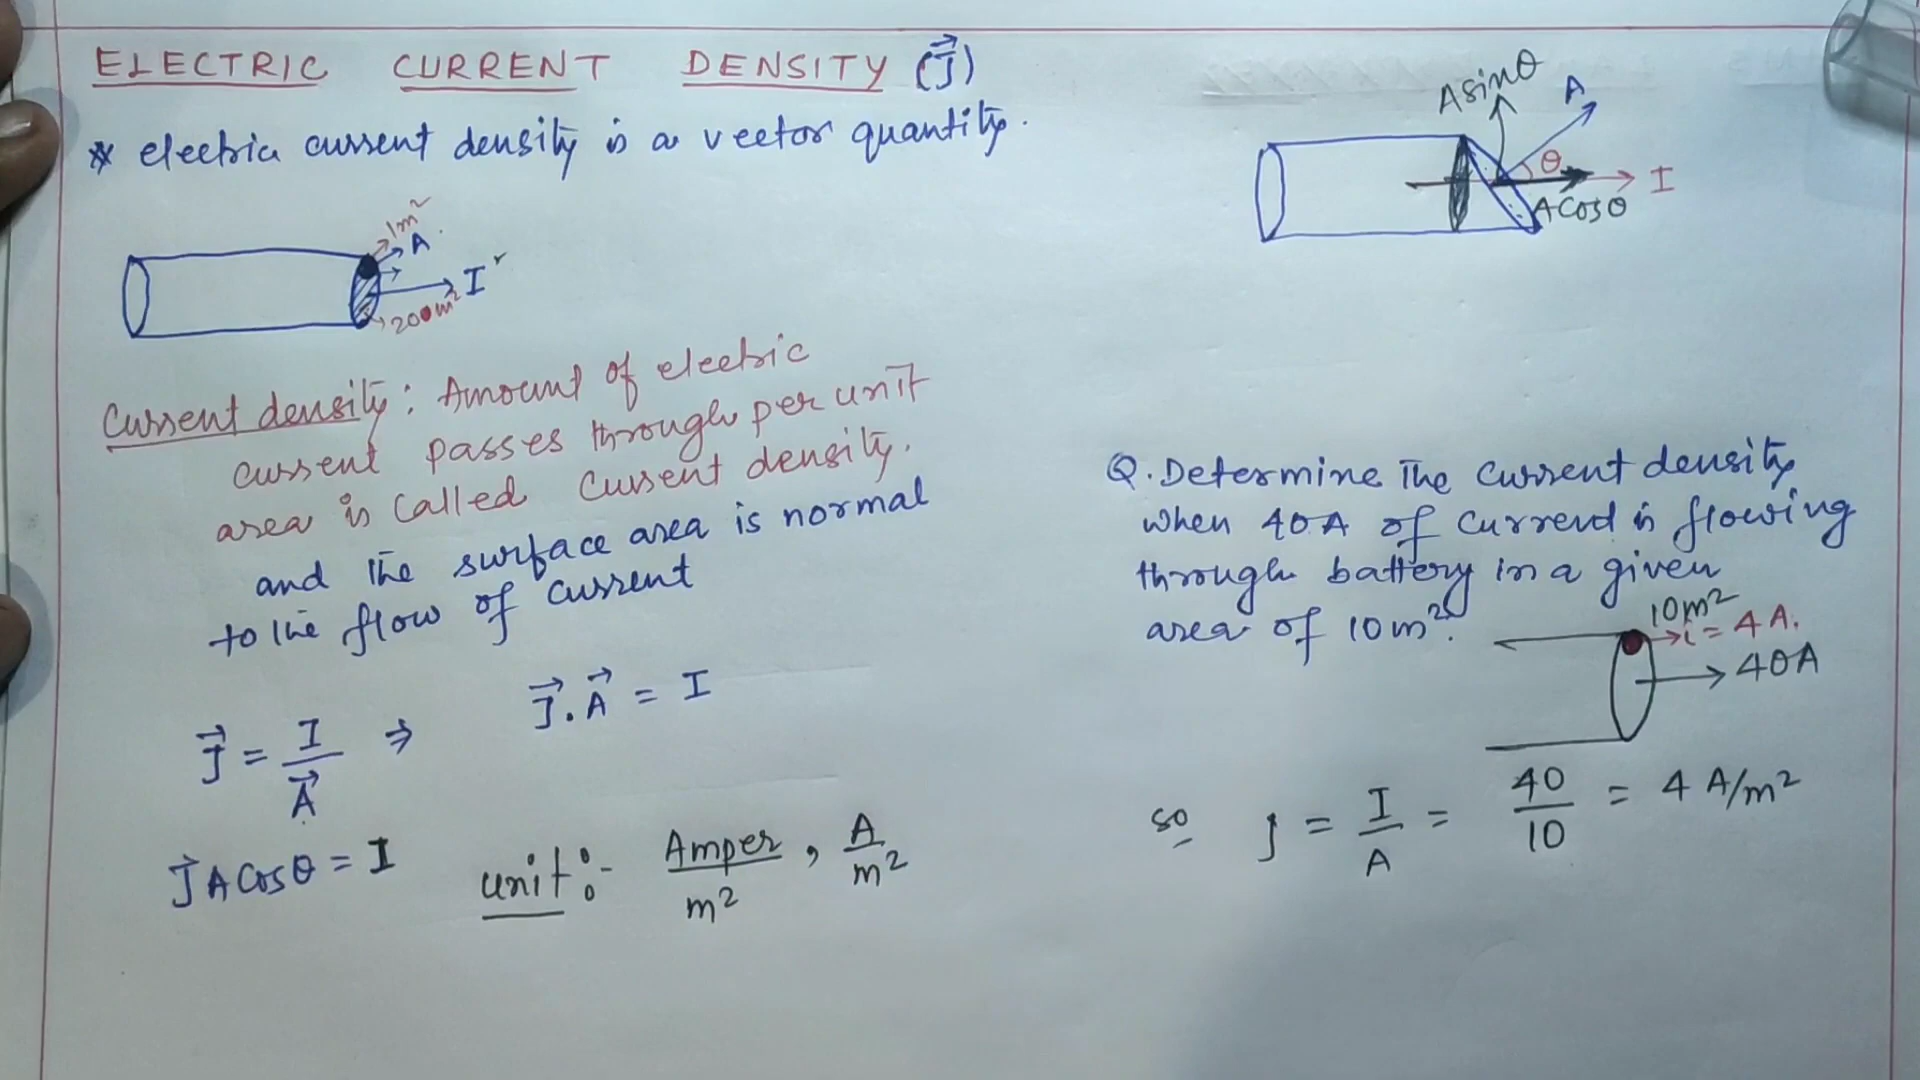 ELECTRIC CURRENT DENSITY (J⃗)
* electric current density is a vector quantity.
1m²
A
I
200m²
Current density: Amount of electric
current passes through per unit
area is called current density.
and the surface area is normal
to the flow of current
J⃗ = I/A⃗ ⇒ J⃗.A⃗ = I
J⃗ A Cosθ = I
unit:- Amper/m², A/m²
Asinθ
A
θ
I
ACosθ
Q. Determine The current density
when 40A of current is flowing
through battery in a given
area of 10m².
10m²
i = 4A.
40A
so J = I/A = 40/10 = 4 A/m²